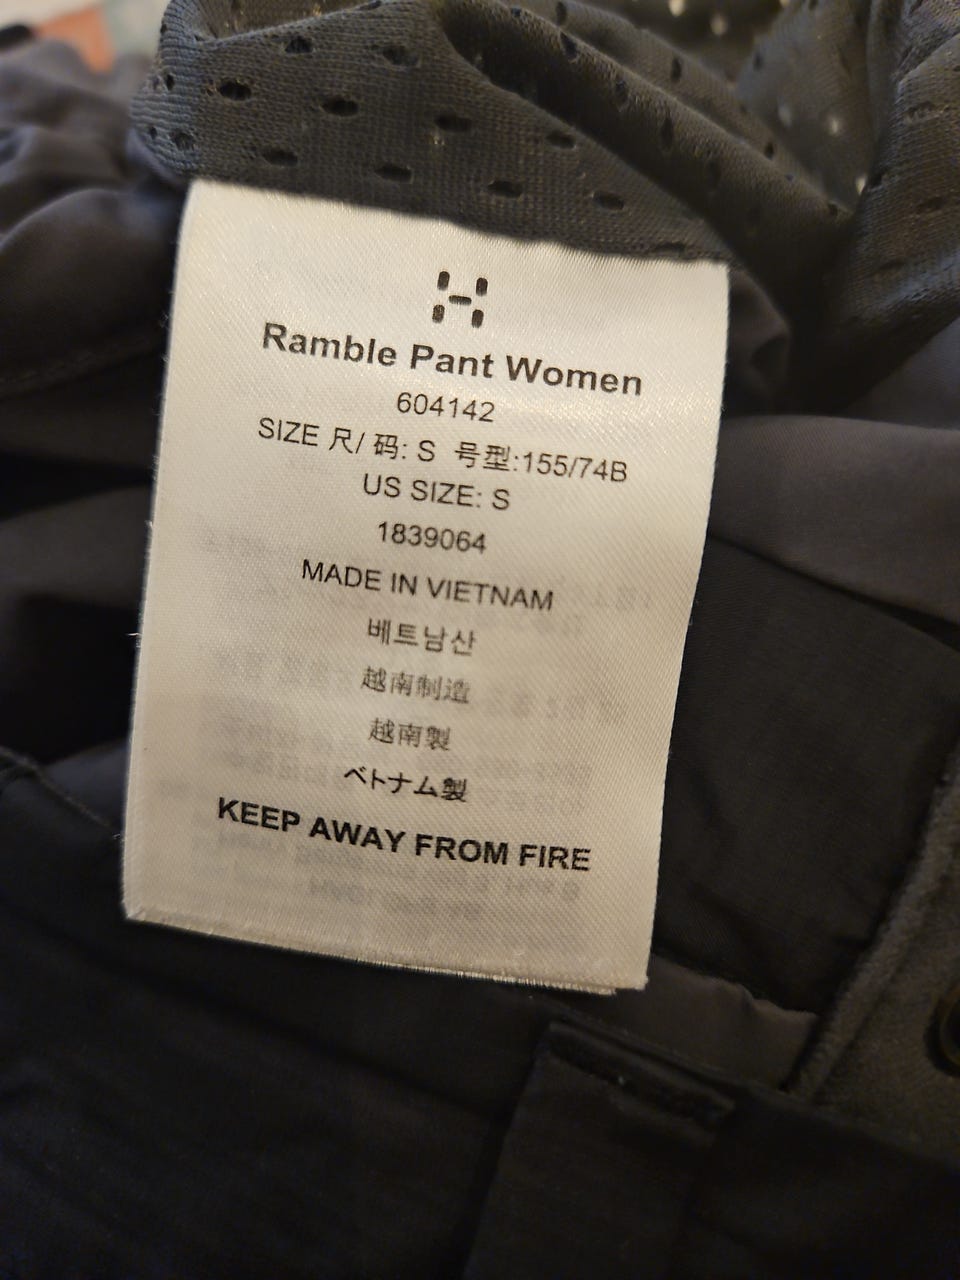 Ramble Pant Women
604142
SIZE 尺/ 码: S 号型:155/74B
US SIZE: S
1839064
MADE IN VIETNAM
베트남산
越南制造
越南製
ベトナム製
KEEP AWAY FROM FIRE